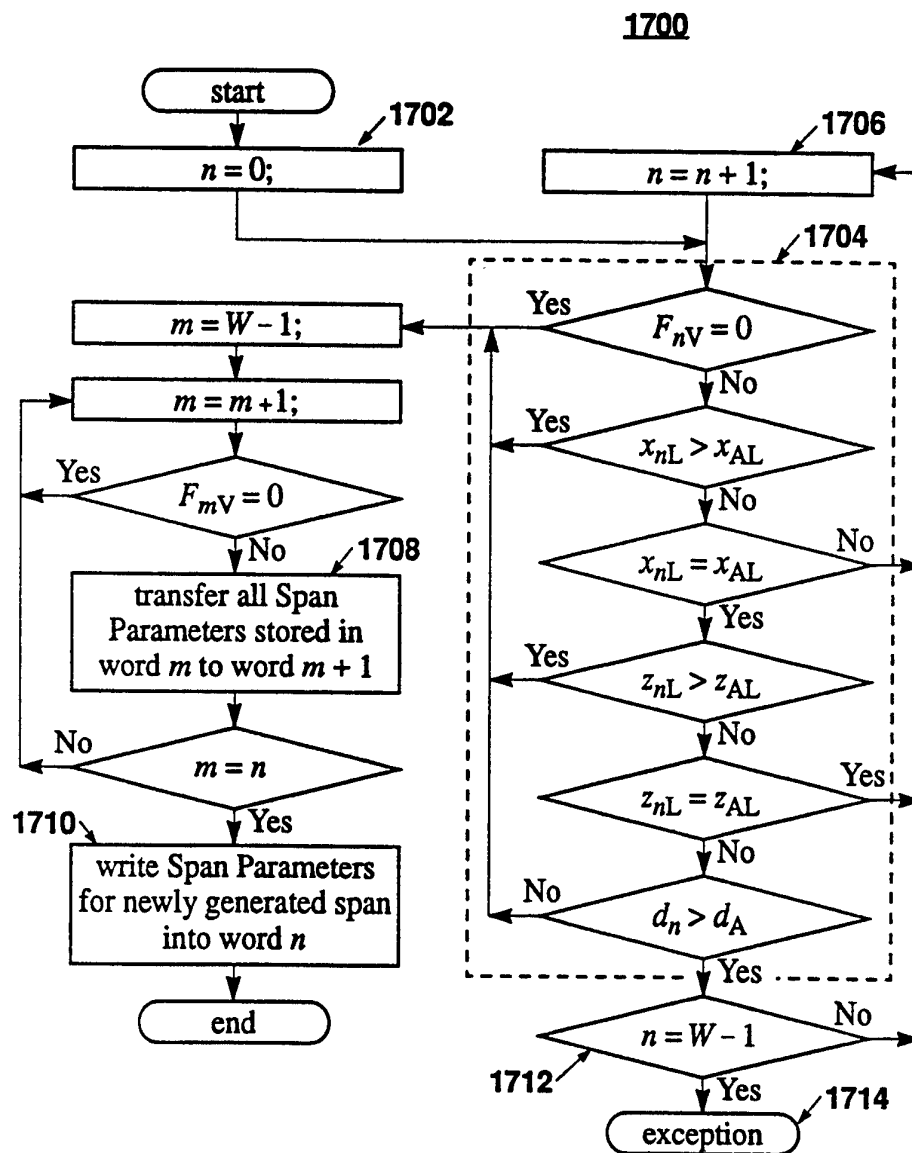 1700
start
1702
n = 0;
1706
n = n + 1;
1704
Yes
F_nV = 0
No
m = W – 1;
m = m + 1;
Yes
x_nL > x_AL
No
Yes
F_mV = 0
No
x_nL = x_AL
No
Yes
1708
transfer all Span
Parameters stored in
word m to word m + 1
Yes
z_nL > z_AL
No
No
m = n
Yes
z_nL = z_AL
Yes
No
1710
write Span Parameters
for newly generated span
into word n
No
d_n > d_A
Yes
end
n = W – 1
No
1712
Yes
1714
exception